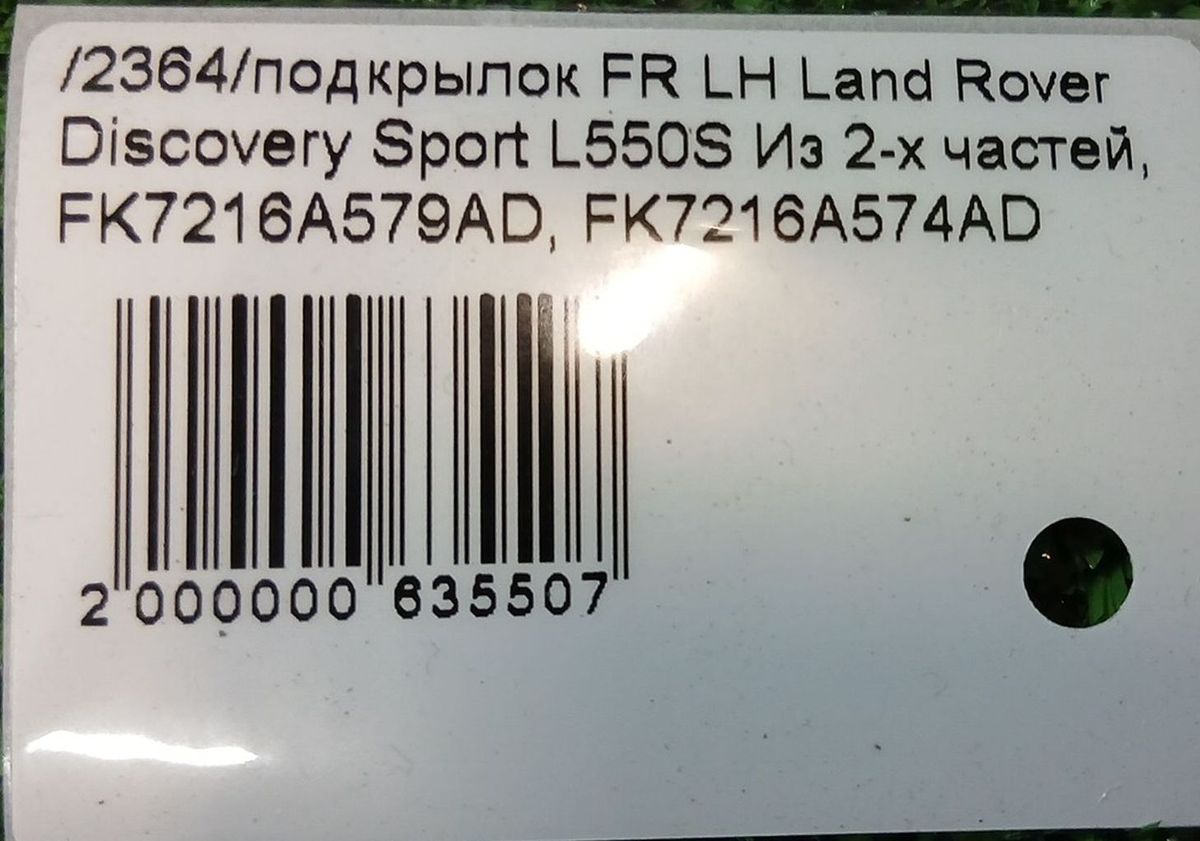 /2364/подкрылок FR LH Land Rover
Discovery Sport L550S Из 2-х частей,
FK7216A579AD, FK7216A574AD
2 000000 635507